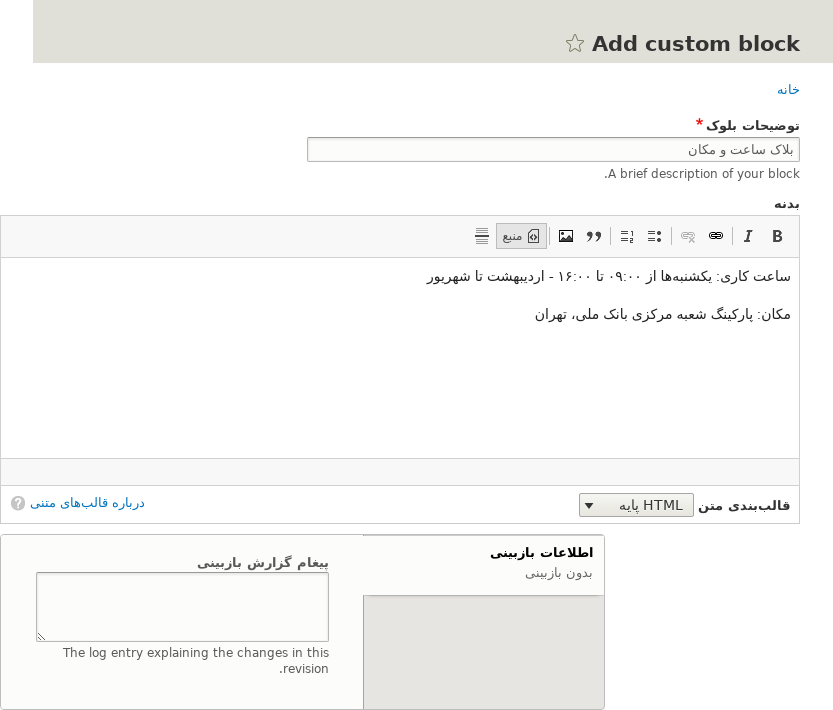 Add custom block
خانه
توضیحات بلوک *
بلاک ساعت و مکان
A brief description of your block.
بدنه
B I منبع
ساعت کاری: یکشنبه‌ها از ۰۹:۰۰ تا ۱۶:۰۰ - اردیبهشت تا شهریور
مکان: پارکینگ شعبه مرکزی بانک ملی، تهران
قالب‌بندی متن HTML پایه درباره قالب‌های متنی ?
اطلاعات بازبینی
بدون بازبینی
پیغام گزارش بازبینی
The log entry explaining the changes in this
revision.